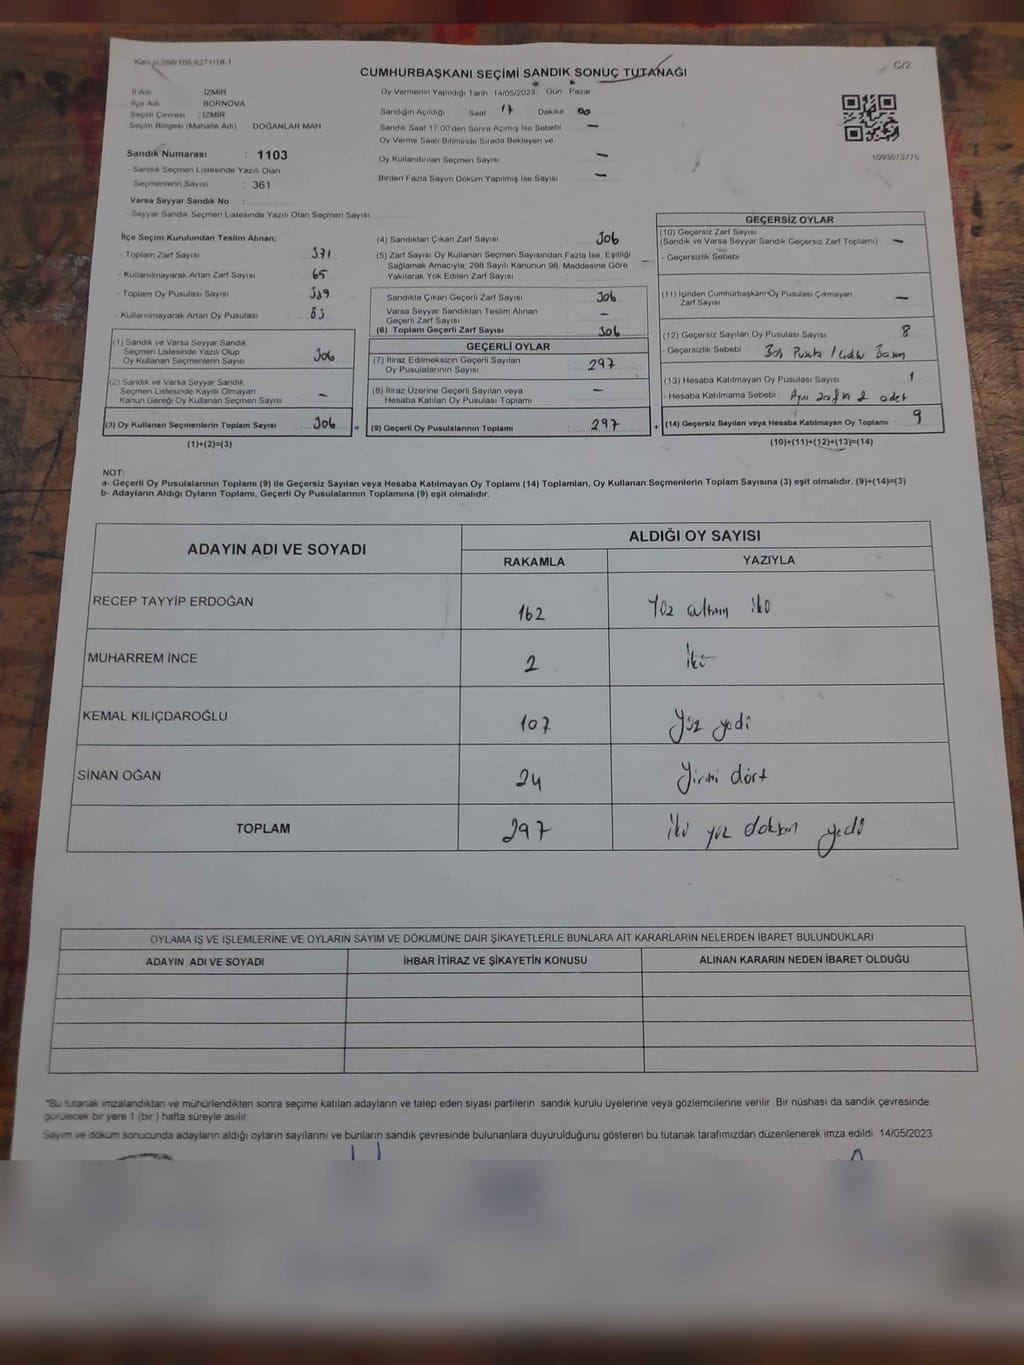 Kanun 298/105.6271/18-1
C/2
CUMHURBAŞKANI SEÇİMİ SANDIK SONUÇ TUTANAĞI
İl Adı : İZMİR
İlçe Adı : BORNOVA
Seçim Çevresi : İZMİR
Seçim Bölgesi (Mahalle Adı) DOĞANLAR MAH
Sandık Numarası : 1103
- Sandık Seçmen Listesinde Yazılı Olan
Seçmenlerin Sayısı : 361
Varsa Seyyar Sandık No :
- Seyyar Sandık Seçmen Listesinde Yazılı Olan Seçmen Sayısı:
Oy Vermenin Yapıldığı Tarih 14/05/2023 Gün Pazar
Sandığın Açıldığı Saat 17 Dakika 00
Sandık Saat 17:00'den Sonra Açımış İse Sebebi —
Oy Verme Saati Bitiminde Sırada Bekleyen ve
Oy Kullandırılan Seçmen Sayısı —
Birden Fazla Sayım Döküm Yapılmış İse Sayısı —
İlçe Seçim Kurulundan Teslim Alınan;
- Toplam Zarf Sayısı 371
- Kullanılmayarak Artan Zarf Sayısı 65
- Toplam Oy Pusulası Sayısı 389
- Kullanılmayarak Artan Oy Pusulası 83
(1) Sandık ve Varsa Seyyar Sandık
Seçmen Listesinde Yazılı Olup
Oy Kullanan Seçmenlerin Sayısı 306
(2) Sandık ve Varsa Seyyar Sandık
Seçmen Listesinde Kayıtlı Olmayan
Kanun Gereği Oy Kullanan Seçmen Sayısı —
(3) Oy Kullanan Seçmenlerin Toplam Sayısı 306
(1)+(2)=(3)
(4) Sandıktan Çıkan Zarf Sayısı 306
(5) Zarf Sayısı Oy Kullanan Seçmen Sayısından Fazla İse, Eşitliği
Sağlamak Amacıyla, 298 Sayılı Kanunun 98. Maddesine Göre
Yakılarak Yok Edilen Zarf Sayısı —
Sandıkta Çıkan Geçerli Zarf Sayısı 306
Varsa Seyyar Sandıktan Teslim Alınan
Geçerli Zarf Sayısı —
(6) Toplam Geçerli Zarf Sayısı 306
GEÇERLİ OYLAR
(7) İtiraz Edilmeksizin Geçerli Sayılan
Oy Pusulalarının Sayısı 297
(8) İtiraz Üzerine Geçerli Sayılan veya
Hesaba Katılan Oy Pusulası Toplamı —
= (9) Geçerli Oy Pusulalarının Toplamı 297 +
1093573775
GEÇERSİZ OYLAR
(10) Geçersiz Zarf Sayısı
(Sandık ve Varsa Seyyar Sandık Geçersiz Zarf Toplamı) —
- Geçersizlik Sebebi
(11) İçinden Cumhurbaşkanı Oy Pusulası Çıkmayan
Zarf Sayısı —
(12) Geçersiz Sayılan Oy Pusulası Sayısı 8
- Geçersizlik Sebebi : Boş Pusula /
(13) Hesaba Katılmayan Oy Pusulası Sayısı 1
- Hesaba Katılmama Sebebi : Aynı zarfta 2 adet
(14) Geçersiz Sayılan veya Hesaba Katılmayan Oy Toplamı 9
(10)+(11)+(12)+(13)=(14)
NOT:
a- Geçerli Oy Pusulalarının Toplamı (9) ile Geçersiz Sayılan veya Hesaba Katılmayan Oy Toplamı (14) Toplamları, Oy Kullanan Seçmenlerin Toplam Sayısına (3) eşit olmalıdır. (9)+(14)=(3)
b- Adayların Aldığı Oyların Toplamı, Geçerli Oy Pusulalarının Toplamına (9) eşit olmalıdır.
ADAYIN ADI VE SOYADI
ALDIĞI OY SAYISI
RAKAMLA YAZIYLA
RECEP TAYYİP ERDOĞAN 162 Yüz altmış iki
MUHARREM İNCE 2 iki
KEMAL KILIÇDAROĞLU 107 yüz yedi
SİNAN OĞAN 24 yirmi dört
TOPLAM 297 iki yüz doksan yedi
OYLAMA İŞ VE İŞLEMLERİNE VE OYLARIN SAYIM VE DÖKÜMÜNE DAİR ŞİKAYETLERLE BUNLARA AİT KARARLARIN NELERDEN İBARET BULUNDUKLARI
ADAYIN ADI VE SOYADI İHBAR İTİRAZ VE ŞİKAYETİN KONUSU ALINAN KARARIN NEDEN İBARET OLDUĞU
*Bu tutanak imzalandıktan ve mühürlendikten sonra seçime katılan adayların ve talep eden siyasi partilerin sandık kurulu üyelerine veya gözlemcilerine verilir. Bir nüshası da sandık çevresinde
görülecek bir yere 1 (bir) hafta süreyle asılır.
Sayım ve döküm sonucunda adayların aldığı oyların sayılarını ve bunların sandık çevresinde bulunanlara duyurulduğunu gösteren bu tutanak tarafımızdan düzenlenerek imza edildi. 14/05/2023